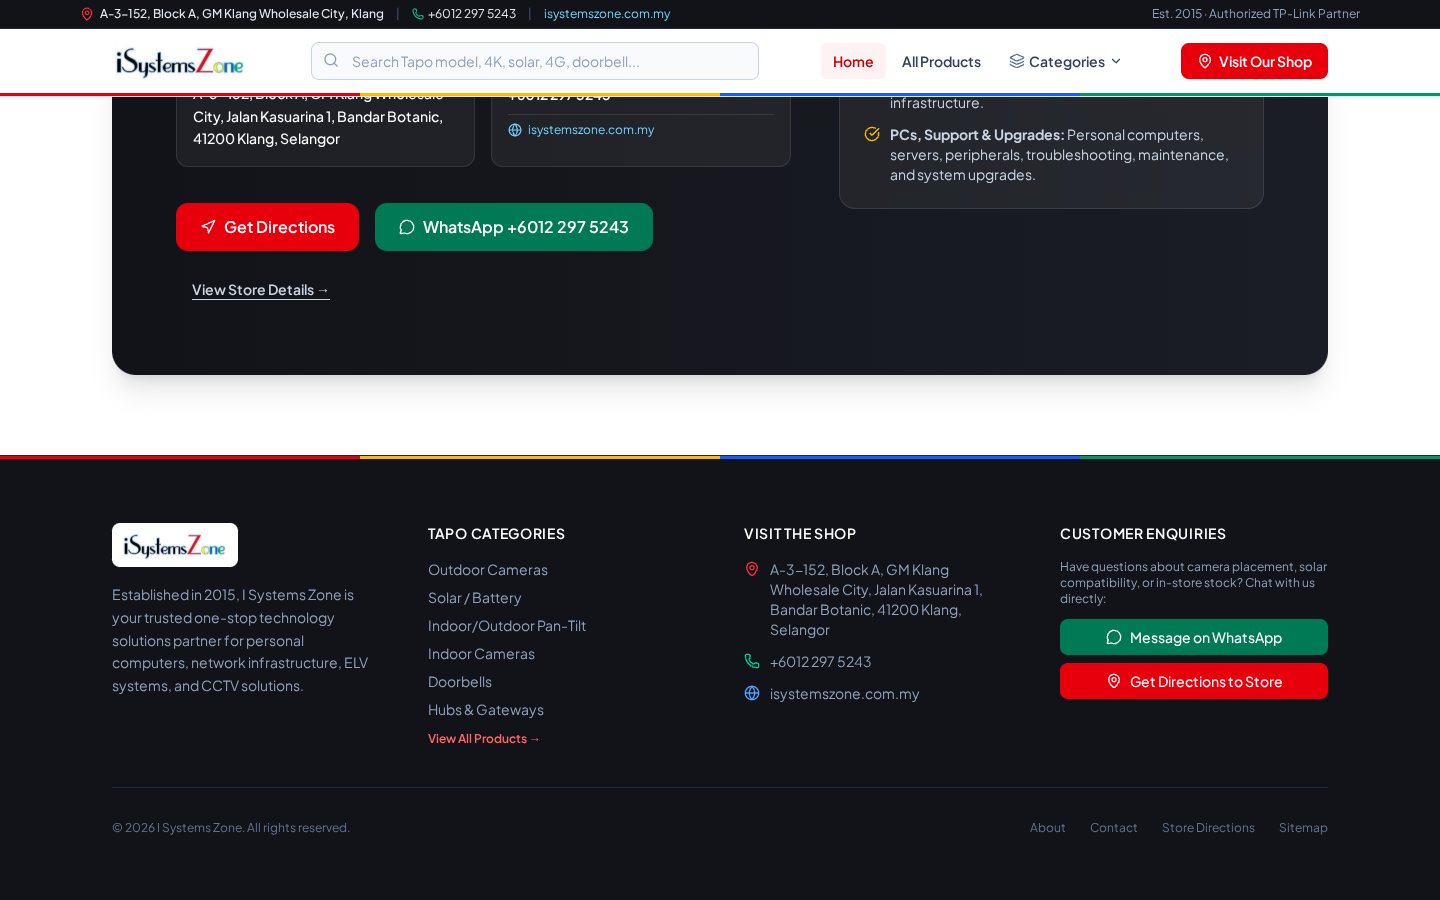 A-3-152, Block A, GM Klang Wholesale City, Klang | +6012 297 5243 | isystemszone.com.my
Est. 2015 · Authorized TP-Link Partner
iSystemsZone
Search Tapo model, 4K, solar, 4G, doorbell...
Home
All Products
Categories
Visit Our Shop
City, Jalan Kasuarina 1, Bandar Botanic,
41200 Klang, Selangor
+6012 297 5243
isystemszone.com.my
infrastructure.
PCs, Support & Upgrades: Personal computers,
servers, peripherals, troubleshooting, maintenance,
and system upgrades.
Get Directions
WhatsApp +6012 297 5243
View Store Details →
iSystemsZone
Established in 2015, I Systems Zone is
your trusted one-stop technology
solutions partner for personal
computers, network infrastructure, ELV
systems, and CCTV solutions.
TAPO CATEGORIES
Outdoor Cameras
Solar / Battery
Indoor/Outdoor Pan-Tilt
Indoor Cameras
Doorbells
Hubs & Gateways
View All Products →
VISIT THE SHOP
A-3-152, Block A, GM Klang
Wholesale City, Jalan Kasuarina 1,
Bandar Botanic, 41200 Klang,
Selangor
+6012 297 5243
isystemszone.com.my
CUSTOMER ENQUIRIES
Have questions about camera placement, solar
compatibility, or in-store stock? Chat with us
directly:
Message on WhatsApp
Get Directions to Store
© 2026 I Systems Zone. All rights reserved.
About
Contact
Store Directions
Sitemap